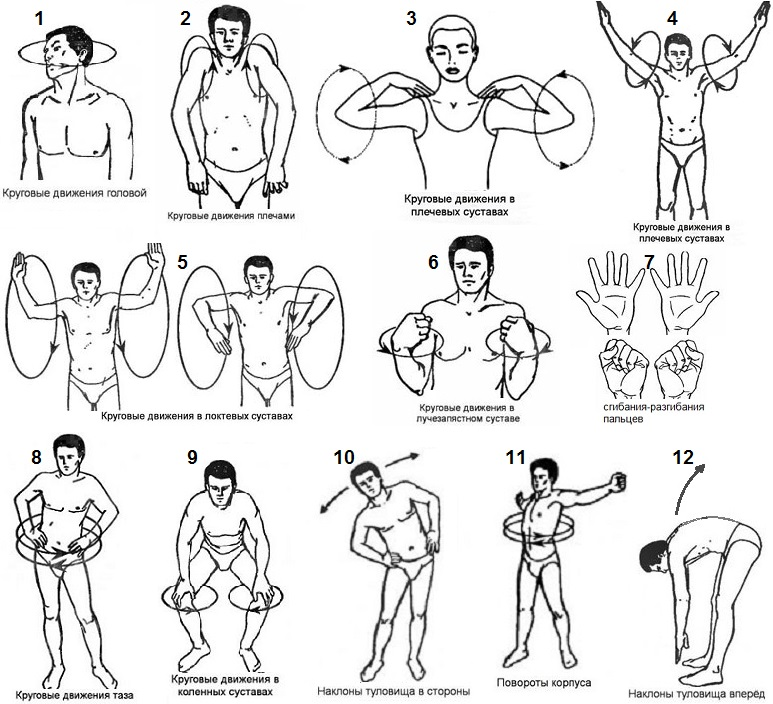 1
Круговые движения головой
2
Круговые движения плечами
3
Круговые движения в
плечевых суставах
4
Круговые движения в
плечевых суставах
5
Круговые движения в локтевых суставах
6
Круговые движения в
лучезапястном суставе
7
сгибания-разгибания
пальцев
8
Круговые движения таза
9
Круговые движения в
коленных суставах
10
Наклоны туловища в стороны
11
Повороты корпуса
12
Наклоны туловища вперёд